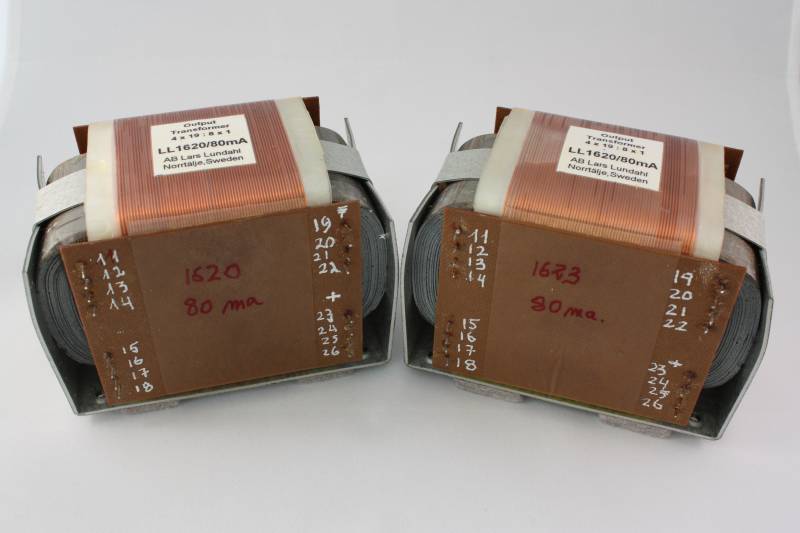 Output
Transformer
4 x 19 : 8 x 1
LL1620/80mA
AB Lars Lundahl
Norrtälje,Sweden
11
12
13
14
15
16
17
18
1620
80 ma
19
20
21
22
+
23
24
25
26
Output
Transformer
4 x 19 : 8 x 1
LL1620/80mA
AB Lars Lundahl
Norrtälje,Sweden
11
12
13
14
15
16
17
18
1623
80 ma.
19
20
21
22
+
23
24
25
26